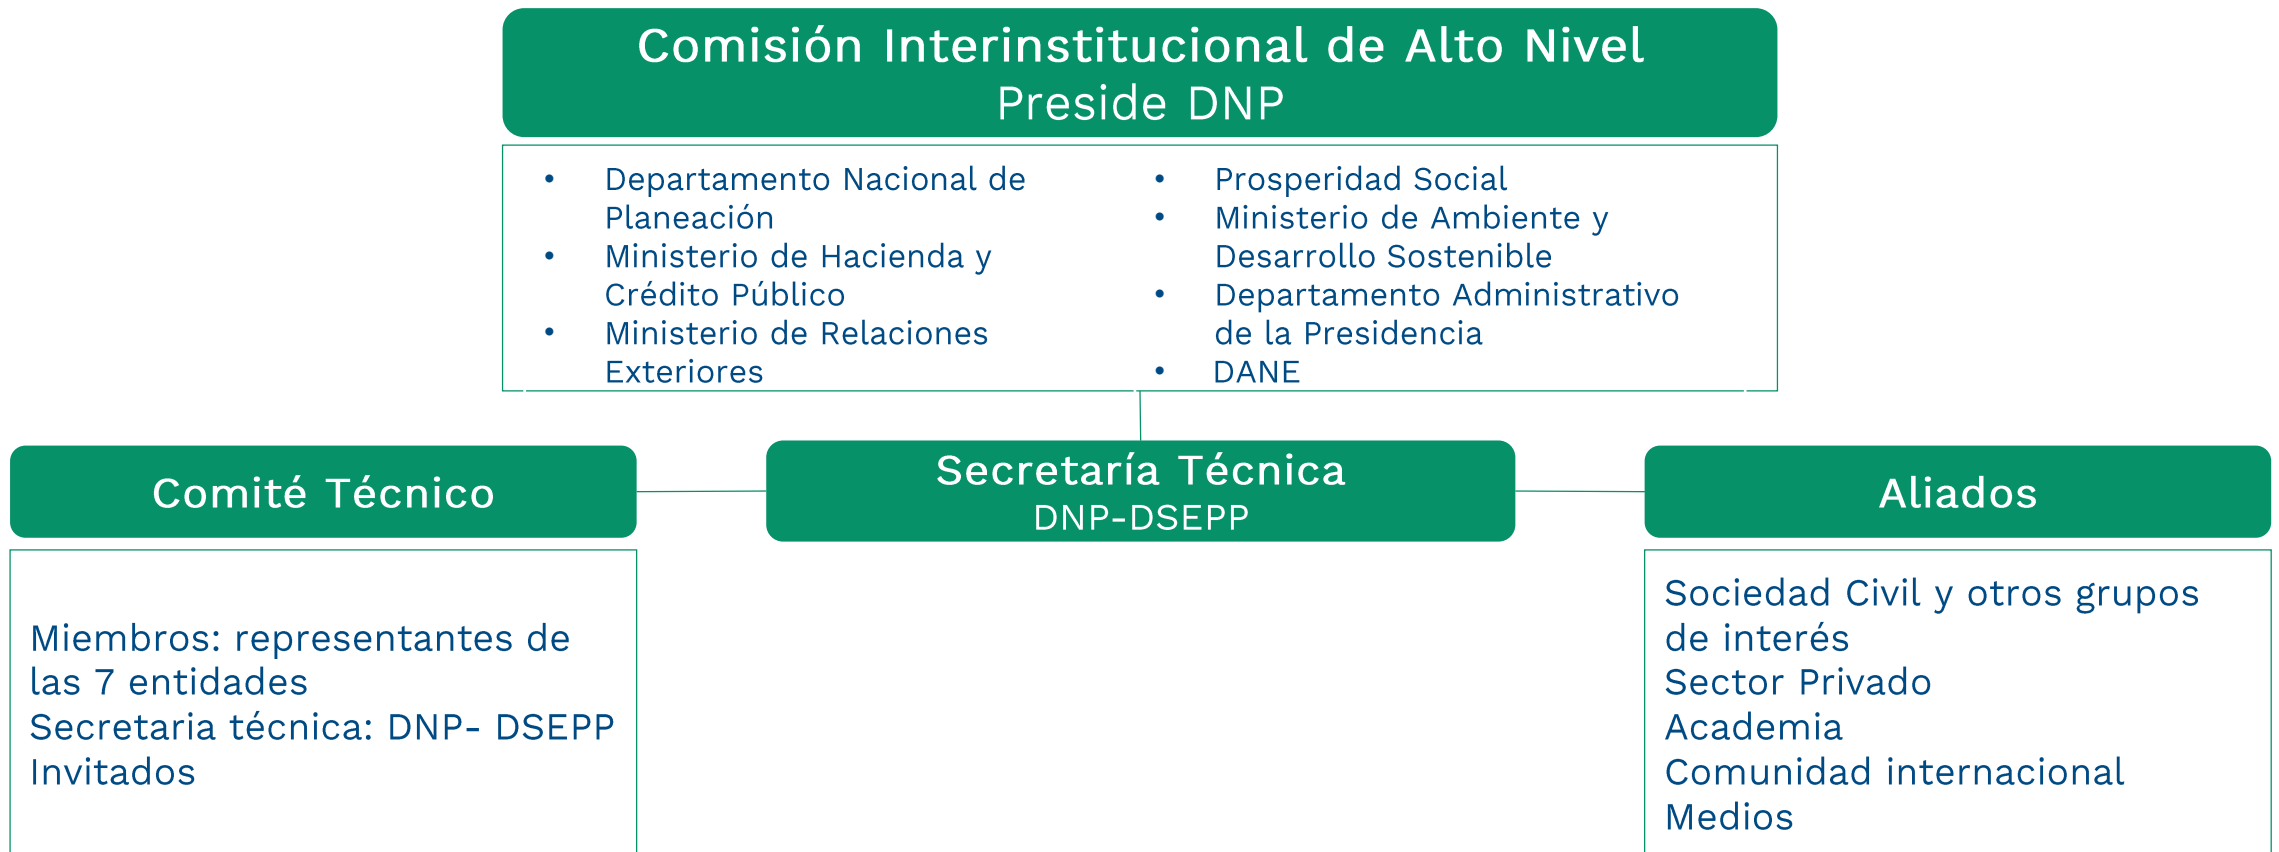 Comisión Interinstitucional de Alto Nivel
Preside DNP
• Departamento Nacional de
Planeación
• Ministerio de Hacienda y
Crédito Público
• Ministerio de Relaciones
Exteriores
• Prosperidad Social
• Ministerio de Ambiente y
Desarrollo Sostenible
• Departamento Administrativo
de la Presidencia
• DANE
Comité Técnico
Miembros: representantes de
las 7 entidades
Secretaria técnica: DNP- DSEPP
Invitados
Secretaría Técnica
DNP-DSEPP
Aliados
Sociedad Civil y otros grupos
de interés
Sector Privado
Academia
Comunidad internacional
Medios